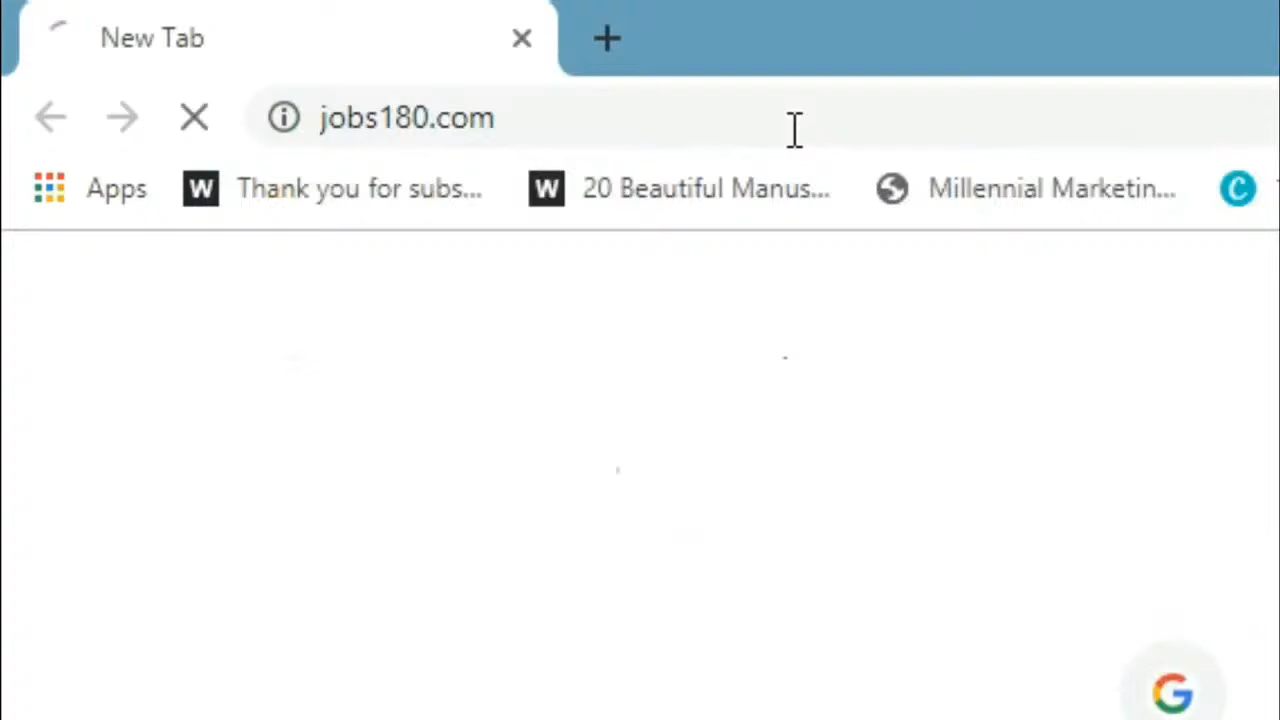 New Tab
jobs180.com
Apps W Thank you for subs... W 20 Beautiful Manus... Millennial Marketin... C
G